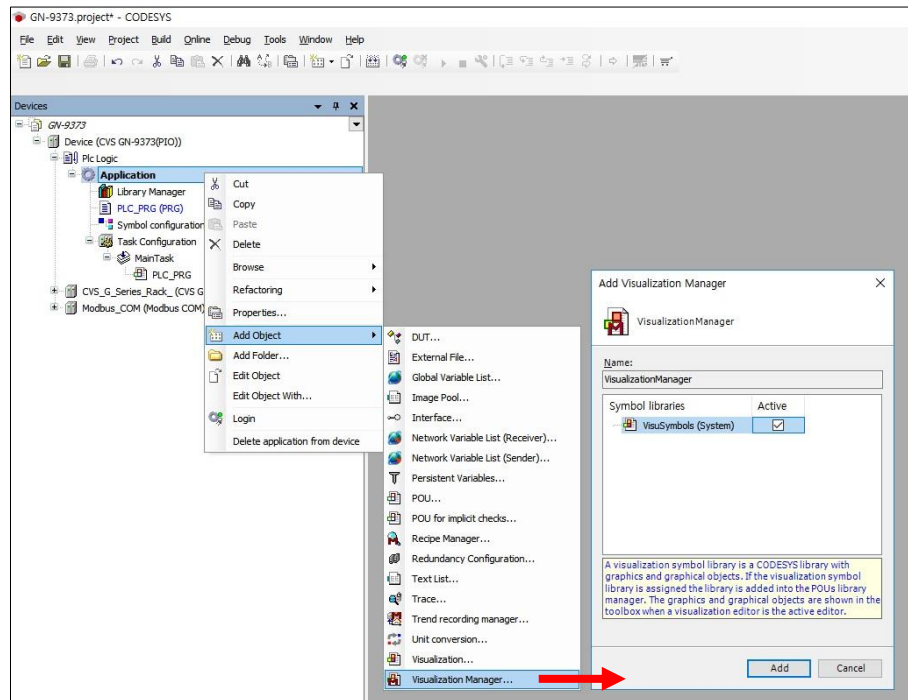 GN-9373.project* - CODESYS
File Edit View Project Build Online Debug Tools Window Help
Devices
GN-9373
Device (CVS GN-9373(PIO))
Plc Logic
Application
Library Manager
PLC_PRG (PRG)
Symbol configuration
Task Configuration
MainTask
PLC_PRG
CVS_G_Series_Rack_ (CVS G
Modbus_COM (Modbus COM)
Cut
Copy
Paste
Delete
Browse
Refactoring
Properties...
Add Object
Add Folder...
Edit Object
Edit Object With...
Login
Delete application from device
DUT...
External File...
Global Variable List...
Image Pool...
Interface...
Network Variable List (Receiver)...
Network Variable List (Sender)...
Persistent Variables...
POU...
POU for implicit checks...
Recipe Manager...
Redundancy Configuration...
Text List...
Trace...
Trend recording manager...
Unit conversion...
Visualization...
Visualization Manager...
Add Visualization Manager
VisualizationManager
Name:
VisualizationManager
Symbol libraries Active
VisuSymbols (System)
A visualization symbol library is a CODESYS library with
graphics and graphical objects. If the visualization symbol
library is assigned the library is added into the POUs library
manager. The graphics and graphical objects are shown in the
toolbox when a visualization editor is the active editor.
Add Cancel